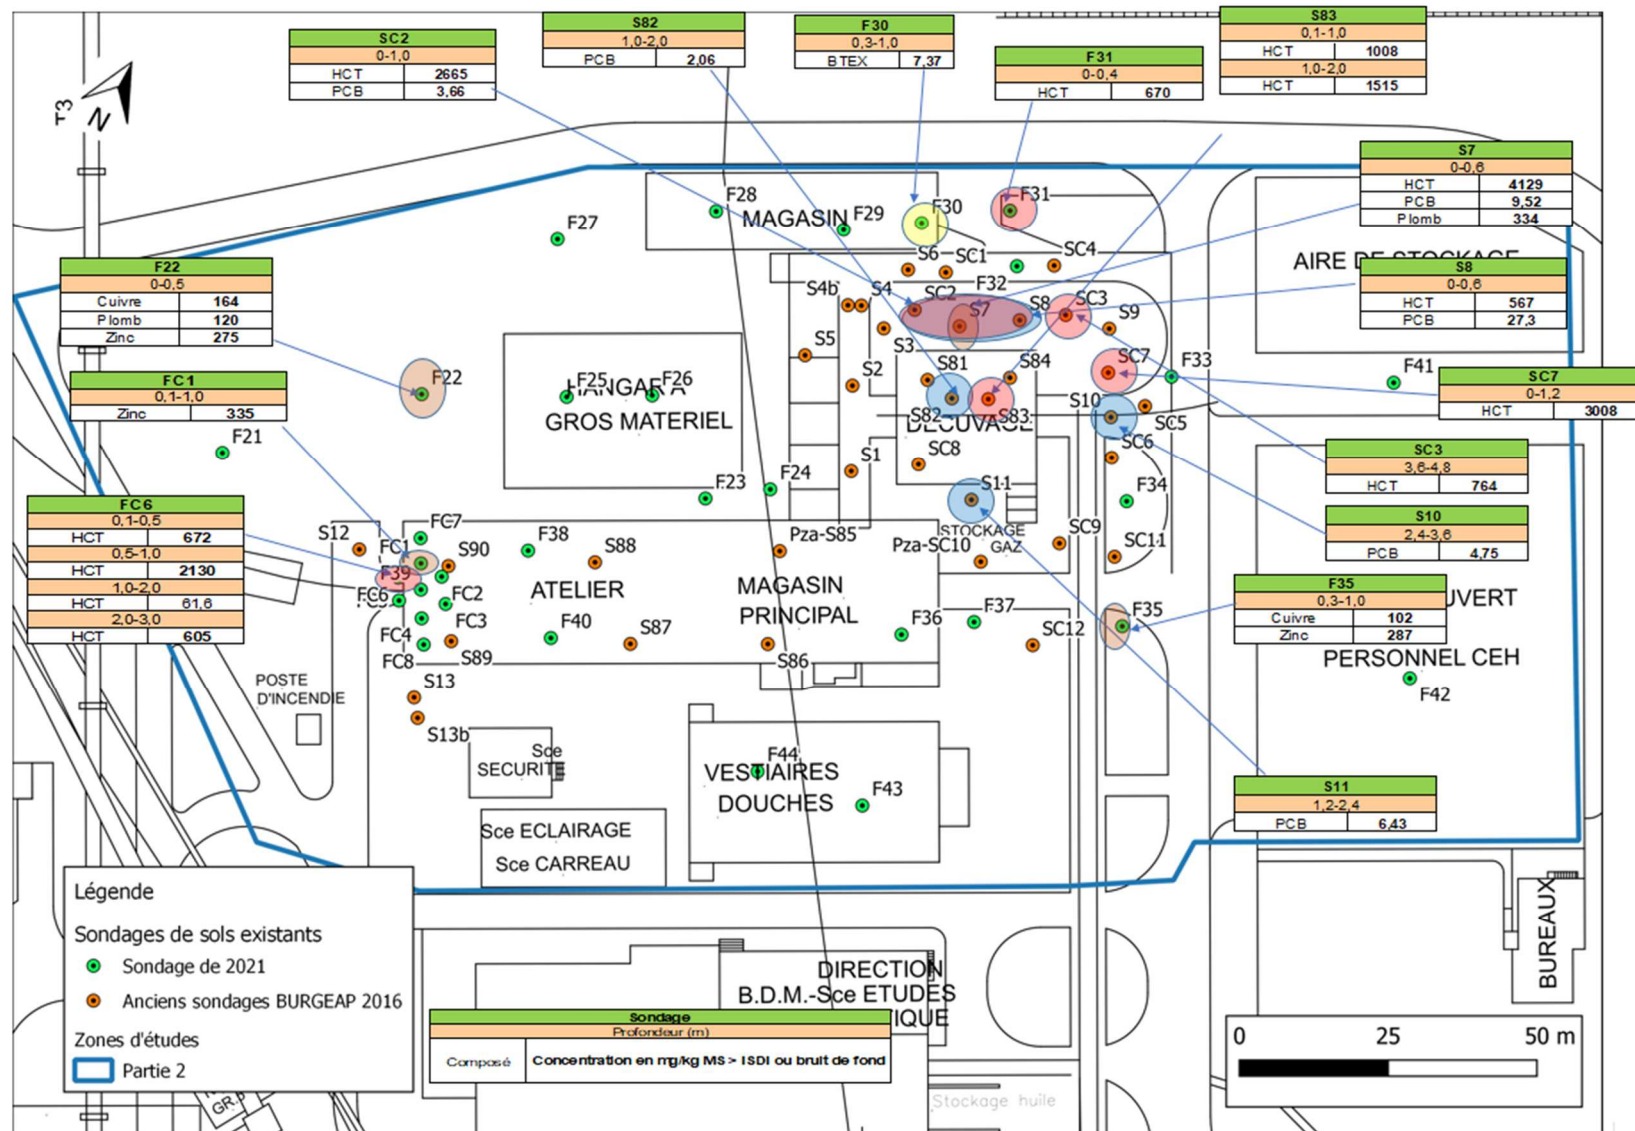 SC2
0-1,0
HCT 2665
PCB 3,66
S82
1,0-2,0
PCB 2,06
F30
0,3-1,0
BTEX 7,37
F31
0-0,4
HCT 670
S83
0,1-1,0
HCT 1008
1,0-2,0
HCT 1515
S7
0-0,6
HCT 4129
PCB 9,52
Plomb 334
S8
0-0,6
HCT 567
PCB 27,3
SC7
0-1,2
HCT 3008
SC3
3,6-4,8
HCT 764
S10
2,4-3,6
PCB 4,75
F35
0,3-1,0
Cuivre 102
Zinc 287
S11
1,2-2,4
PCB 6,43
F22
0-0,5
Cuivre 164
Plomb 120
Zinc 275
FC1
0,1-1,0
Zinc 335
FC6
0,1-0,5
HCT 672
0,5-1,0
HCT 2130
1,0-2,0
HCT 61,6
2,0-3,0
HCT 605
F3
N
F28
MAGASIN
F29
F30
F31
F27
S6
SC1
SC4
F32
AIRE DE STOCKAGE
S4b
S4
SC2
S7
S8
SC3
S9
S5
S3
S2
S81
S84
SC7
F33
F41
F22
HANGAR A
F25
F26
GROS MATERIEL
S82
S83
S10
SC5
DECUVAGE
SC6
F21
S1
SC8
F23
F24
S11
F34
STOCKAGE
GAZ
S12
FC7
FC1
S90
F38
S88
Pza-S85
Pza-SC10
SC9
SC11
F39
FC6
FC2
ATELIER
MAGASIN
PRINCIPAL
FC3
FC4
FC8
S89
F40
S87
S86
F36
F37
SC12
F35
UVERT
PERSONNEL CEH
F42
S13
S13b
POSTE
D'INCENDIE
Sce
SECURITE
F44
VESTIAIRES
DOUCHES
F43
Sce ECLAIRAGE
Sce CARREAU
BUREAUX
DIRECTION
B.D.M.-Sce ETUDES
IQUE
Stockage huile
GR.
Légende
Sondages de sols existants
Sondage de 2021
Anciens sondages BURGEAP 2016
Zones d'études
Partie 2
Sondage
Profondeur (m)
Composé Concentration en mg/kg MS > ISDI ou bruit de fond
0 25 50 m